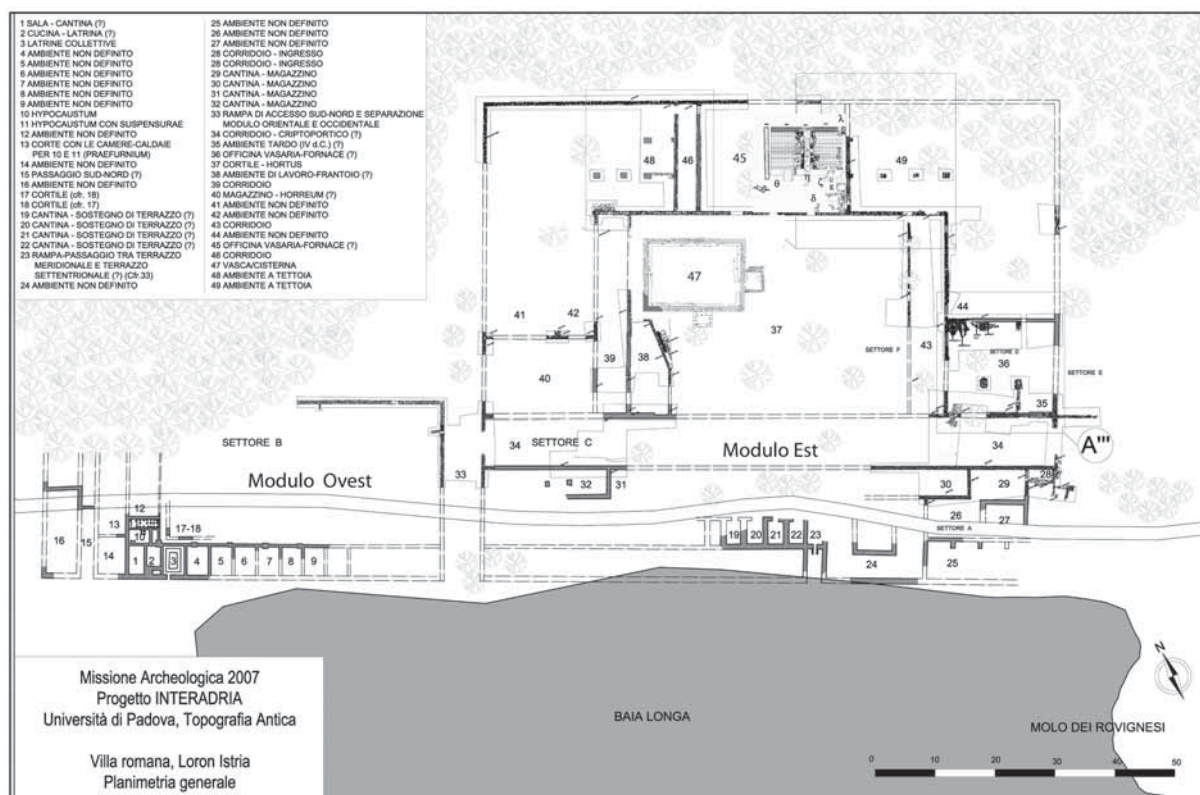 1 SALA - CANTINA (?)
2 CUCINA - LATRINA (?)
3 LATRINE COLLETTIVE
4 AMBIENTE NON DEFINITO
5 AMBIENTE NON DEFINITO
6 AMBIENTE NON DEFINITO
7 AMBIENTE NON DEFINITO
8 AMBIENTE NON DEFINITO
9 AMBIENTE NON DEFINITO
10 HYPOCAUSTUM
11 HYPOCAUSTUM CON SUSPENSURAE
12 AMBIENTE NON DEFINITO
13 CORTE CON LE CAMERE-CALDAIE
PER 10 E 11 (PRAEFURNIUM)
14 AMBIENTE NON DEFINITO
15 PASSAGGIO SUD-NORD (?)
16 AMBIENTE NON DEFINITO
17 CORTILE (cfr. 18)
18 CORTILE (cfr. 17)
19 CANTINA - SOSTEGNO DI TERRAZZO (?)
20 CANTINA - SOSTEGNO DI TERRAZZO (?)
21 CANTINA - SOSTEGNO DI TERRAZZO (?)
22 CANTINA - SOSTEGNO DI TERRAZZO (?)
23 RAMPA-PASSAGGIO TRA TERRAZZO
MERIDIONALE E TERRAZZO
SETTENTRIONALE (?) (Cfr.33)
24 AMBIENTE NON DEFINITO
25 AMBIENTE NON DEFINITO
26 AMBIENTE NON DEFINITO
27 AMBIENTE NON DEFINITO
28 CORRIDOIO - INGRESSO
28 CORRIDOIO - INGRESSO
29 CANTINA - MAGAZZINO
30 CANTINA - MAGAZZINO
31 CANTINA - MAGAZZINO
32 CANTINA - MAGAZZINO
33 RAMPA DI ACCESSO SUD-NORD E SEPARAZIONE
MODULO ORIENTALE E OCCIDENTALE
34 CORRIDOIO - CRIPTOPORTICO (?)
35 AMBIENTE TARDO (IV d.C.) (?)
36 OFFICINA VASARIA-FORNACE (?)
37 CORTILE - HORTUS
38 AMBIENTE DI LAVORO-FRANTOIO (?)
39 CORRIDOIO
40 MAGAZZINO - HORREUM (?)
41 AMBIENTE NON DEFINITO
42 AMBIENTE NON DEFINITO
43 CORRIDOIO
44 AMBIENTE NON DEFINITO
45 OFFICINA VASARIA-FORNACE (?)
46 CORRIDOIO
47 VASCA/CISTERNA
48 AMBIENTE A TETTOIA
49 AMBIENTE A TETTOIA
λ
48 46 45 49
θ η ζ
δ
47
44
41 42 37
39 38 SETTORE F 43 SETTORE D
36 SETTORE E
40
35
SETTORE B 34 SETTORE C Modulo Est 34 A'''
Modulo Ovest 33 32 31 30 29 28
16 15 12 26 27
13 10 17-18 SETTORE A
19 20 21 22 23
14 1 2 3 4 5 6 7 8 9 24 25
Missione Archeologica 2007
Progetto INTERADRIA
Università di Padova, Topografia Antica
Villa romana, Loron Istria
Planimetria generale
BAIA LONGA
MOLO DEI ROVIGNESI
N
0 10 20 30 40 50